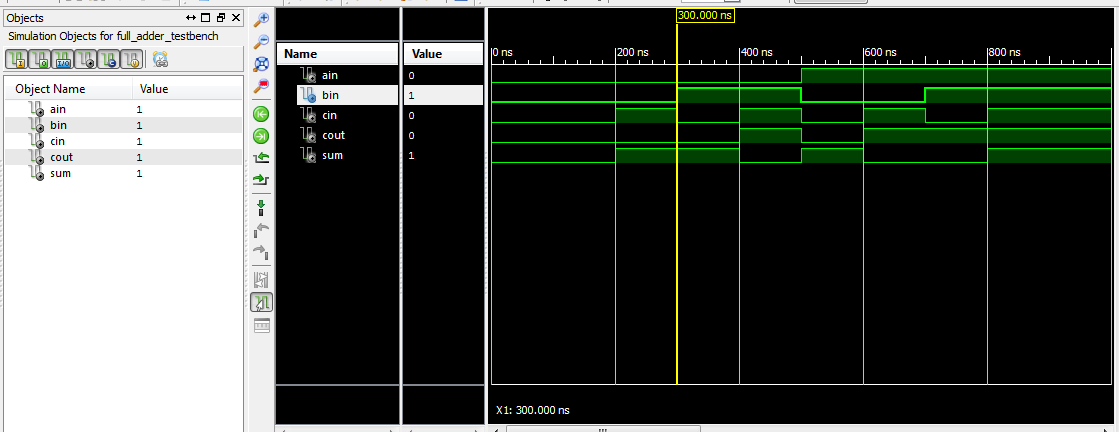 Objects
Simulation Objects for full_adder_testbench
Object Name Value
ain 1
bin 1
cin 1
cout 1
sum 1
Name Value
ain 0
bin 1
cin 0
cout 0
sum 1
300.000 ns
0 ns 200 ns 400 ns 600 ns 800 ns
X1: 300.000 ns